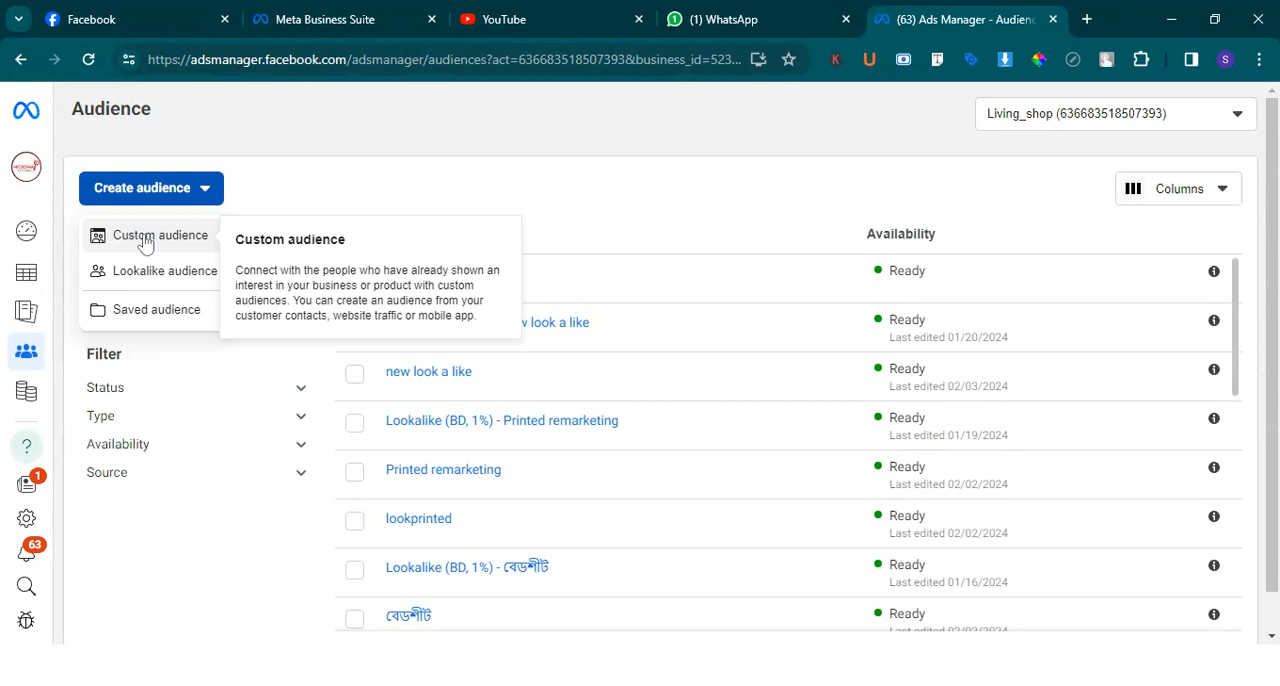 Facebook
Meta Business Suite
YouTube
(1) WhatsApp
(63) Ads Manager - Audienc
https://adsmanager.facebook.com/adsmanager/audiences?act=636683518507393&business_id=523...
K
U
T
S
Audience
Living_shop (636683518507393)
Create audience
Columns
Custom audience
Lookalike audience
Saved audience
Custom audience
Connect with the people who have already shown an
interest in your business or product with custom
audiences. You can create an audience from your
customer contacts, website traffic or mobile app.
Filter
Status
Type
Availability
Source
?
1
63
Availability
Ready
w look a like
Ready
Last edited 01/20/2024
new look a like
Ready
Last edited 02/03/2024
Lookalike (BD, 1%) - Printed remarketing
Ready
Last edited 01/19/2024
Printed remarketing
Ready
Last edited 02/02/2024
lookprinted
Ready
Last edited 02/02/2024
Lookalike (BD, 1%) - বেডশীট
Ready
Last edited 01/16/2024
বেডশীট
Ready
Last edited 02/02/2024